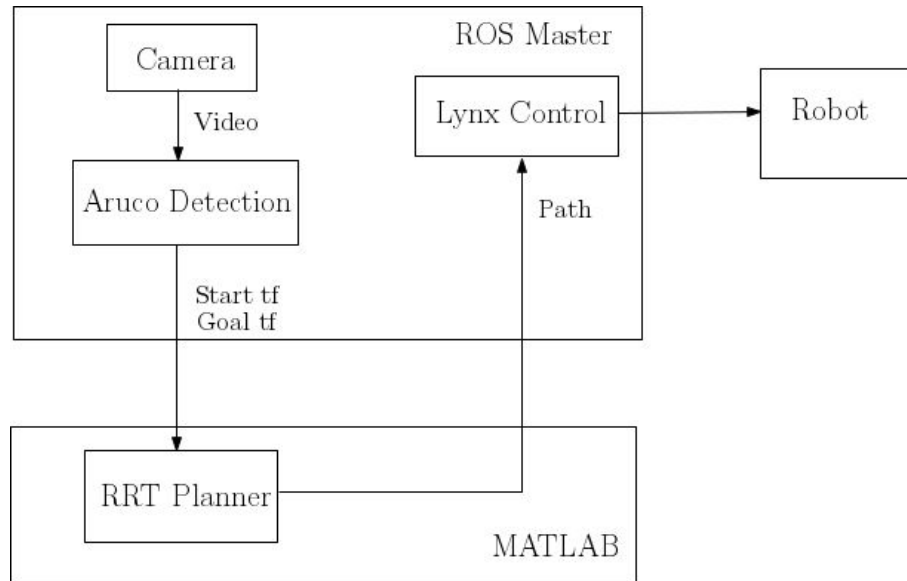 ROS Master
Camera
Video
Aruco Detection
Start tf
Goal tf
Lynx Control
Path
Robot
RRT Planner
MATLAB